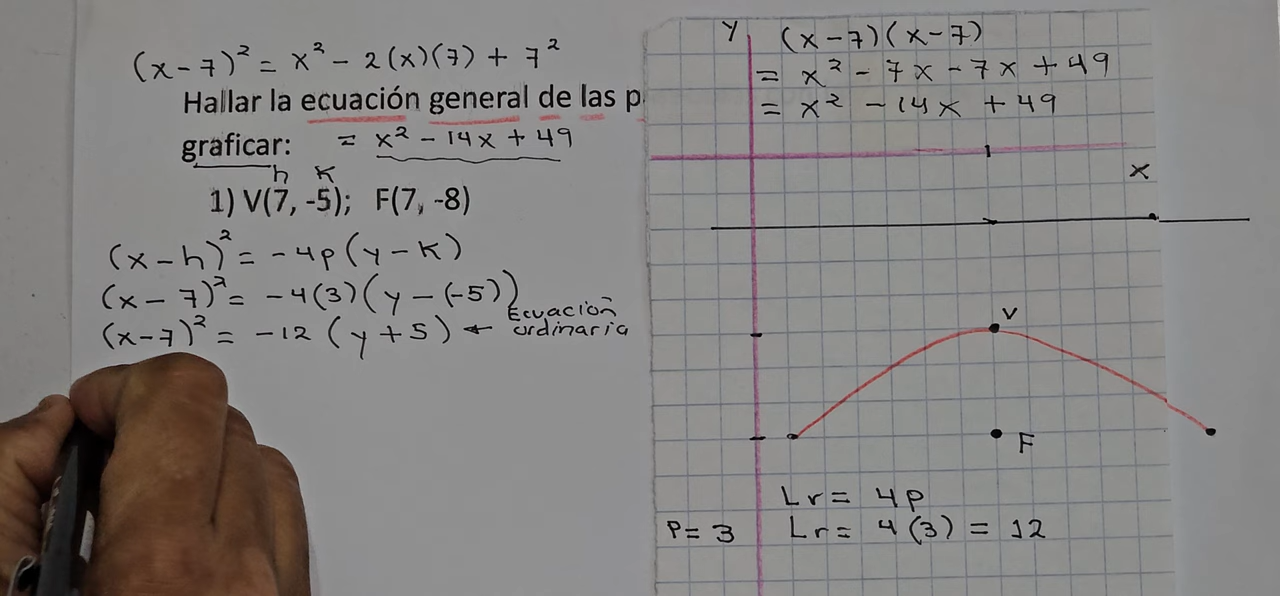 (x-7)² = x² - 2(x)(7) + 7²
Hallar la ecuación general de las p
graficar: = x² - 14x + 49
h K
1) V(7, -5); F(7, -8)
(x-h)² = -4p(y-K)
(x-7)² = -4(3)(y-(-5))
(x-7)² = -12(y+5) ← Ecuación
ordinaria
Y (x-7)(x-7)
= x² - 7x - 7x + 49
= x² - 14x + 49
x
V
F
Lr = 4p
P = 3 Lr = 4(3) = 12